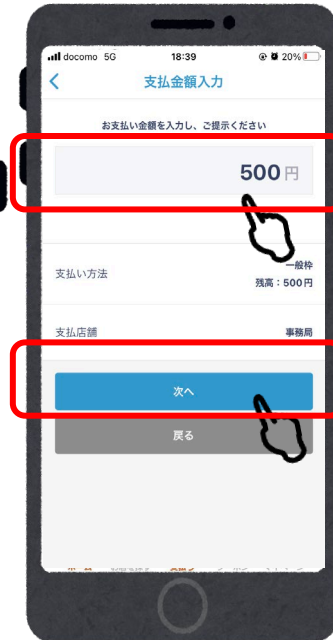 docomo 5G 18:39 20%
支払金額入力
お支払い金額を入力し、ご提示ください
500円
支払い方法
一般枠
残高：500円
支払店舗
事務局
次へ
戻る